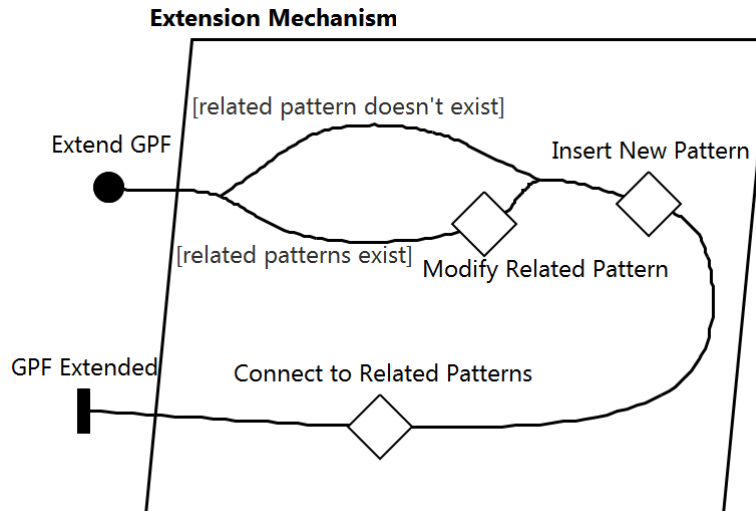 Extension Mechanism
[related pattern doesn't exist]
Extend GPF
Insert New Pattern
[related patterns exist]
Modify Related Pattern
GPF Extended
Connect to Related Patterns